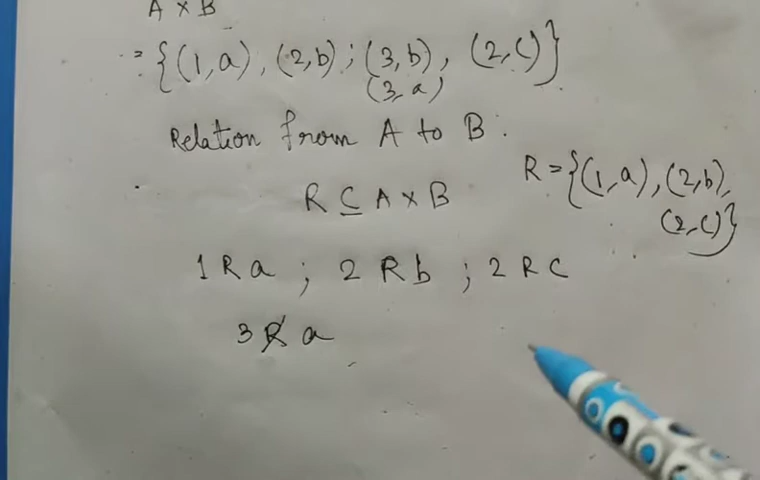 A × B
= {(1, a), (2, b); (3, b), (2, c)}
(3, a)
Relation from A to B.
R = {(1, a), (2, b),
(2, c)}
R ⊆ A × B
1 R a ; 2 R b ; 2 R C
3 R̸ a